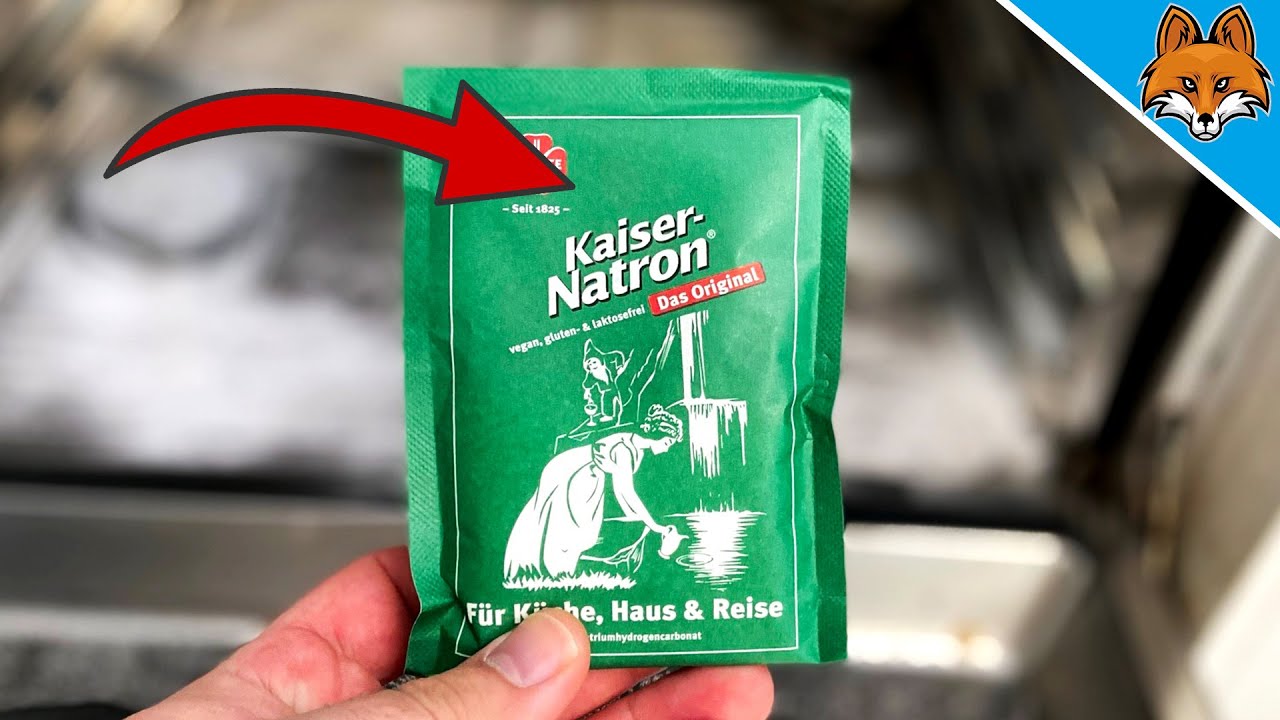 – Seit 1825 –
Kaiser-
Natron®
Das Original
vegan, gluten- & laktosefrei
Für Küche, Haus & Reise